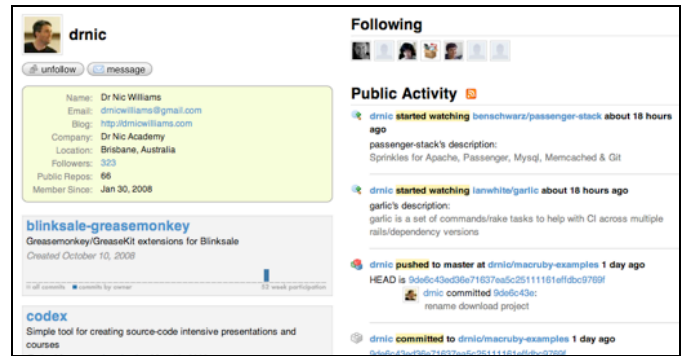 drnic
unfollow
message
Name: Dr Nic Williams
Email: drnicwilliams@gmail.com
Blog: http://drnicwilliams.com
Company: Dr Nic Academy
Location: Brisbane, Australia
Followers: 323
Public Repos: 66
Member Since: Jan 30, 2008
blinksale-greasemonkey
Greasemonkey/GreaseKit extensions for Blinksale
Created October 10, 2008
all commits commits by owner 52 week participation
codex
Simple tool for creating source-code intensive presentations and
courses
Following
Public Activity
drnic started watching benschwarz/passenger-stack about 18 hours
ago
passenger-stack's description:
Sprinkles for Apache, Passenger, Mysql, Memcached & Git
drnic started watching ianwhite/garlic about 18 hours ago
garlic's description:
garlic is a set of commands/rake tasks to help with CI across multiple
rails/dependency versions
drnic pushed to master at drnic/macruby-examples 1 day ago
HEAD is 9de6c43ed36e71637ea5c25111161effdbc9769f
drnic committed 9de6c43e:
rename download project
drnic committed to drnic/macruby-examples 1 day ago